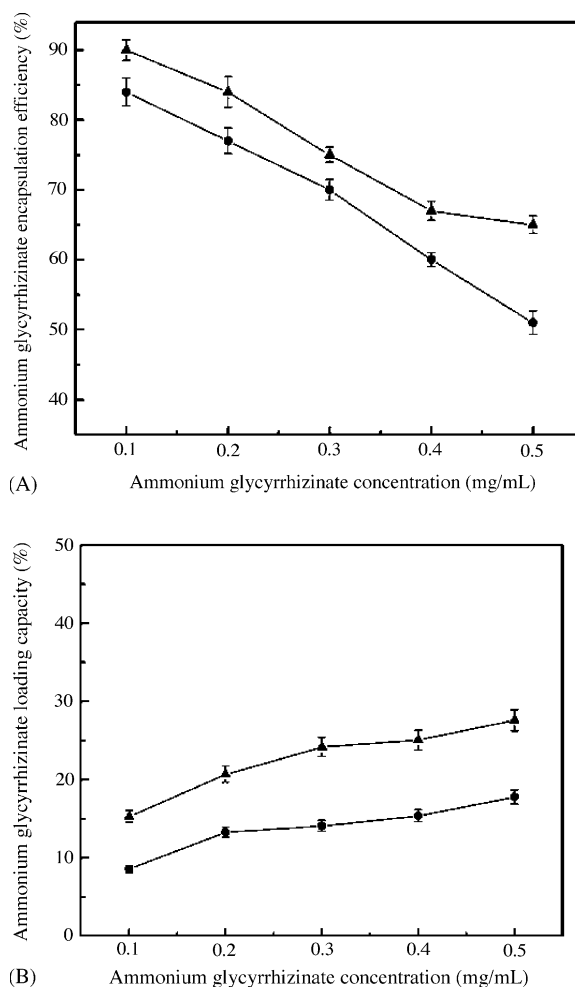 Ammonium glycyrrhizinate encapsulation efficiency (%)
90
80
70
60
50
40
0.1 0.2 0.3 0.4 0.5
(A) Ammonium glycyrrhizinate concentration (mg/mL)
Ammonium glycyrrhizinate loading capacity (%)
50
40
30
20
10
0
0.1 0.2 0.3 0.4 0.5
(B) Ammonium glycyrrhizinate concentration (mg/mL)